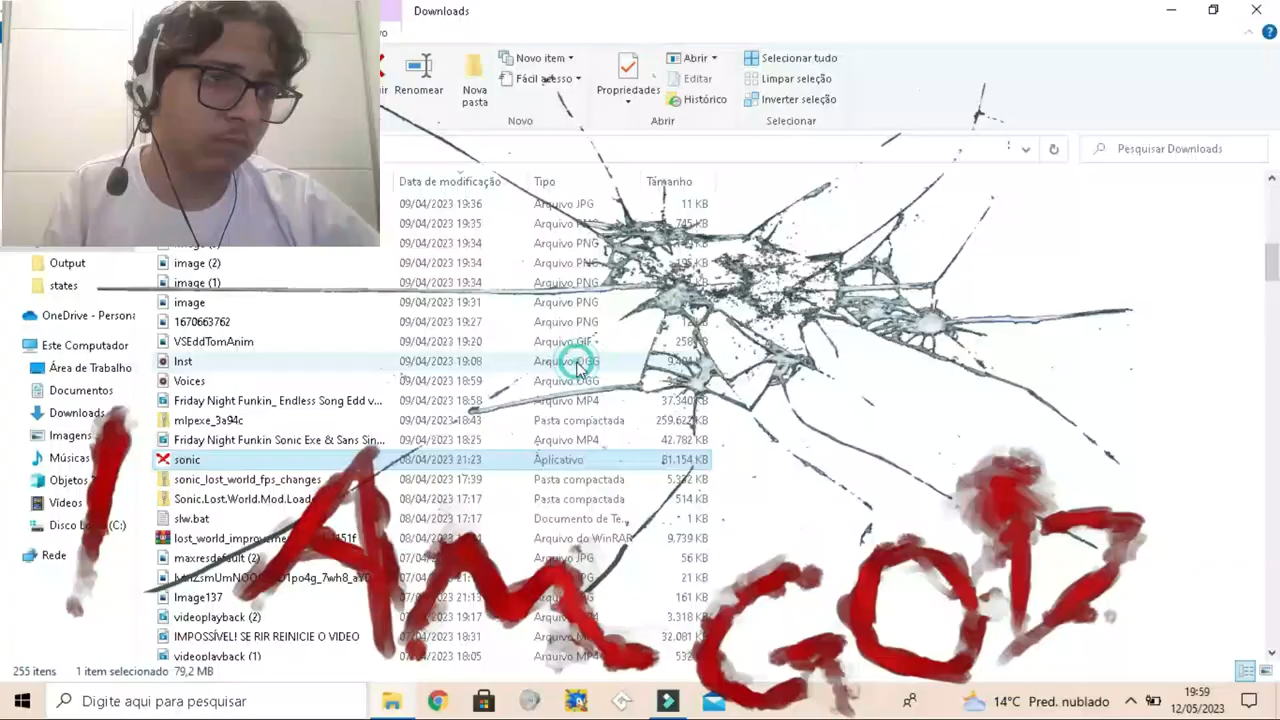 Downloads
Renomear
Nova pasta
Novo item
Fácil acesso
Novo
Propriedades
Abrir
Editar
Histórico
Abrir
Selecionar tudo
Limpar seleção
Inverter seleção
Selecionar
Pesquisar Downloads
Data de modificação Tipo Tamanho
09/04/2023 19:36 Arquivo JPG 11 KB
09/04/2023 19:35 745 KB
09/04/2023 19:34 Arquivo PNG
image (2) 09/04/2023 19:34 Arquivo PNG
image (1) 09/04/2023 19:34 Arquivo PNG
image 09/04/2023 19:31 Arquivo PNG
1670663762 09/04/2023 19:27 Arquivo PNG
VSEddTomAnim 09/04/2023 19:20 Arquivo GIF 258
Inst 09/04/2023 19:08
Voices 09/04/2023 18:59 Arquivo OGG
Friday Night Funkin_ Endless Song Edd v... 09/04/2023 18:58 Arquivo MP4 37.340 KB
mlpexe_3a94c 09/04/2023 18:43 Pasta compactada
Friday Night Funkin Sonic Exe & Sans Sin... 09/04/2023 18:25 Arquivo MP4 42.782 KB
sonic 08/04/2023 21:23 Aplicativo 81.154 KB
sonic_lost_world_fps_changes 08/04/2023 17:39 Pasta compactada
Sonic.Lost.World.Mod.Loade 08/04/2023 17:17 Pasta compactada 514 KB
slw.bat 08/04/2023 17:17 Documento de Te... 1 KB
Arquivo do WinRAR 9.739 KB
maxresdefault (2) 56 KB
21 KB
Image137 161 KB
videoplayback (2) 07/04/2023 19:17 3.318 KB
IMPOSSÍVEL! SE RIR REINICIE O VIDEO 07/04/2023 18:31 32.081 KB
videoplayback (1) 07/04/2023 18:05
Output
states
OneDrive - Persona
Este Computador
Área de Trabalho
Documentos
Downloads
Imagens
Músicas
Objetos
Vídeos
(C:)
Rede
I AM GOD
255 itens 1 item selecionado 79,2 MB
Digite aqui para pesquisar
14°C Pred. nublado
19:59
12/05/2023